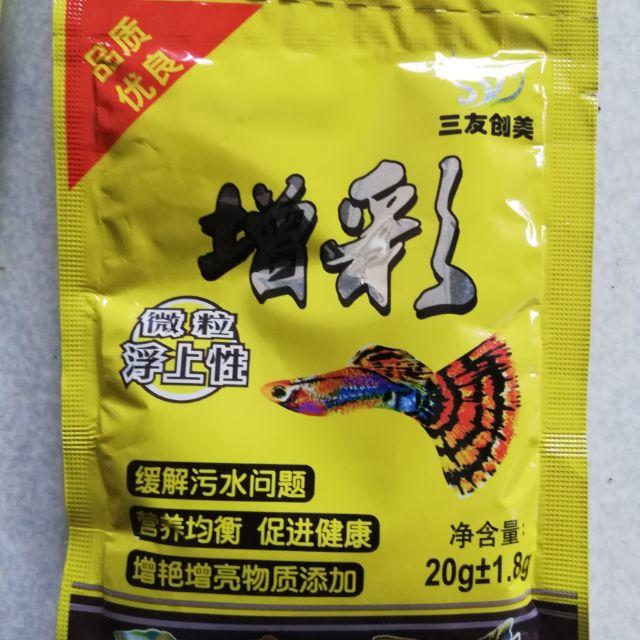 品质
优良
三友创美
增彩
微粒
浮上性
缓解污水问题
营养均衡 促进健康
增艳增亮物质添加
净含量:
20g±1.8g